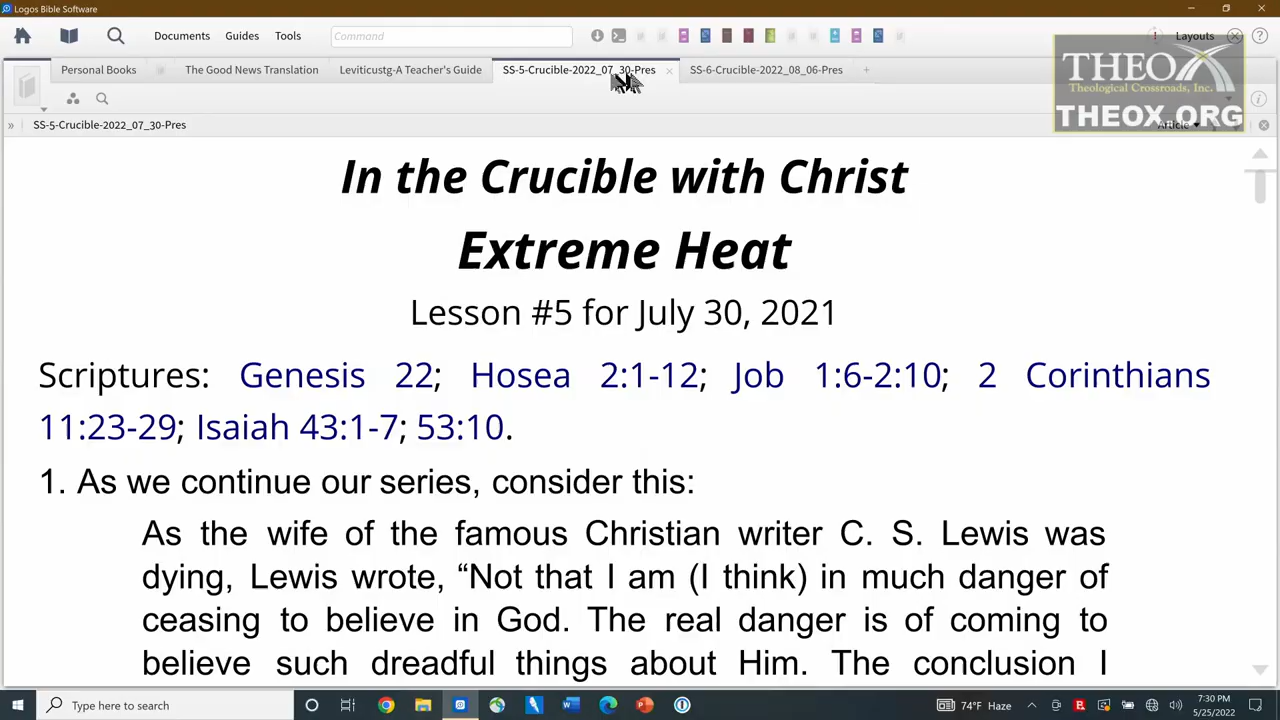 Logos Bible Software
Documents Guides Tools Command Layouts
Personal Books The Good News Translation SS-5-Crucible-2022_07_30-Pres SS-6-Crucible-2022_08_06-Pres
THEOX
Theological Crossroads, Inc.
THEOX.ORG
SS-5-Crucible-2022_07_30-Pres Article
In the Crucible with Christ
Extreme Heat
Lesson #5 for July 30, 2021
Scriptures: Genesis 22; Hosea 2:1-12; Job 1:6-2:10; 2 Corinthians
11:23-29; Isaiah 43:1-7; 53:10.
1. As we continue our series, consider this:
As the wife of the famous Christian writer C. S. Lewis was
dying, Lewis wrote, “Not that I am (I think) in much danger of
ceasing to believe in God. The real danger is of coming to
believe such dreadful things about Him. The conclusion I
Type here to search 74°F Haze 7:30 PM
5/25/2022